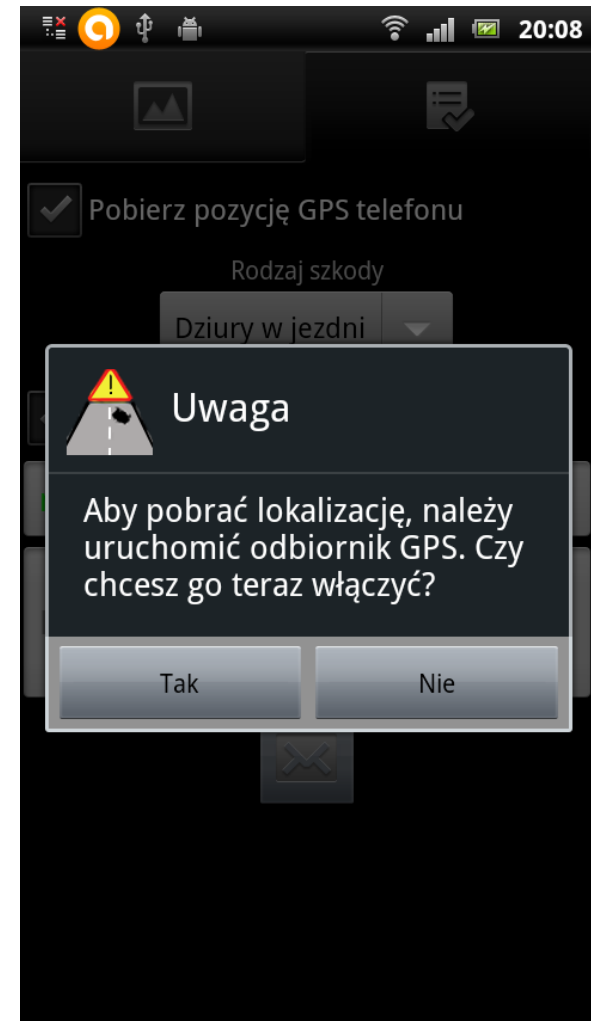 20:08
Pobierz pozycję GPS telefonu
Rodzaj szkody
Dziury w jezdni
Uwaga
Aby pobrać lokalizację, należy
uruchomić odbiornik GPS. Czy
chcesz go teraz włączyć?
Tak
Nie